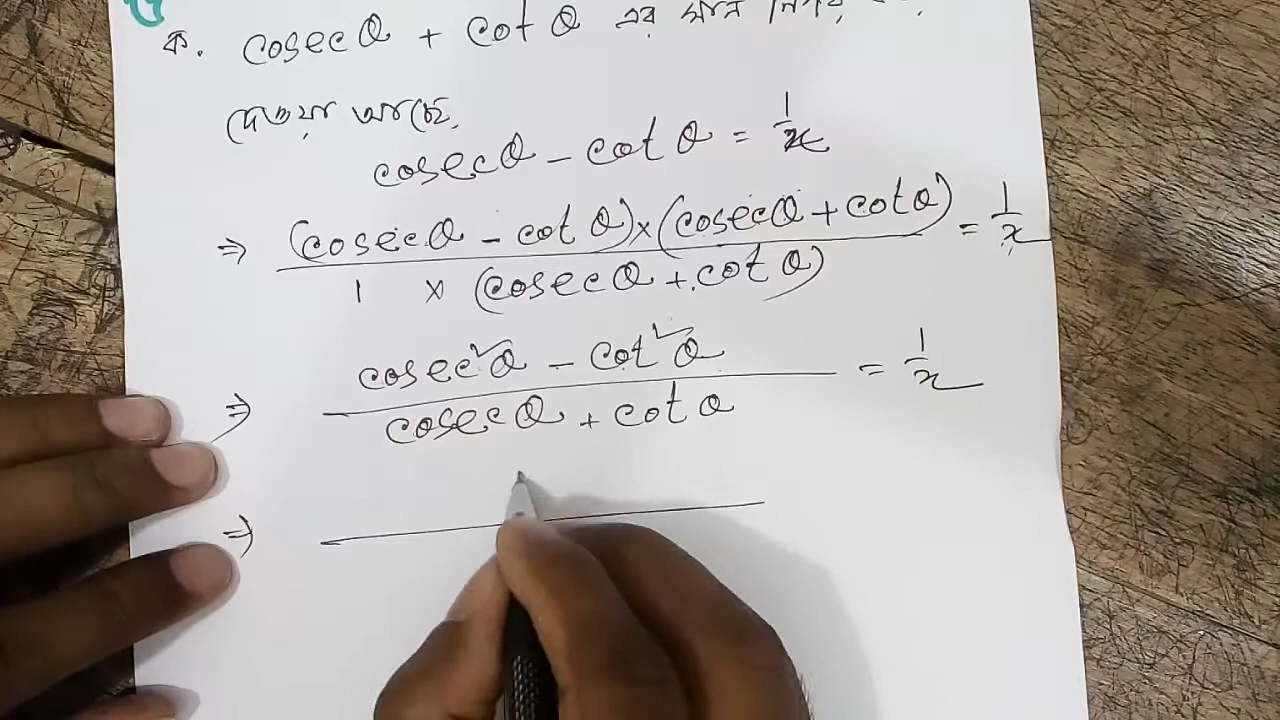 ক. cosecθ + cotθ এর মান নির্ণয়
দেওয়া আছে,
cosecθ - cotθ = 1/x
⇒ (cosecθ - cotθ)×(cosecθ + cotθ) / 1 × (cosecθ + cotθ) = 1/x
⇒ cosec²θ - cot²θ / cosecθ + cotθ = 1/x
⇒